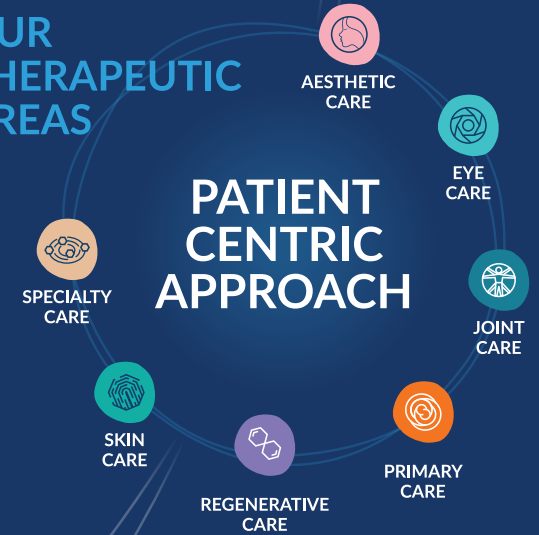 UR
HERAPEUTIC
REAS
AESTHETIC
CARE
EYE
CARE
PATIENT
CENTRIC
APPROACH
SPECIALTY
CARE
JOINT
CARE
SKIN
CARE
PRIMARY
CARE
REGENERATIVE
CARE